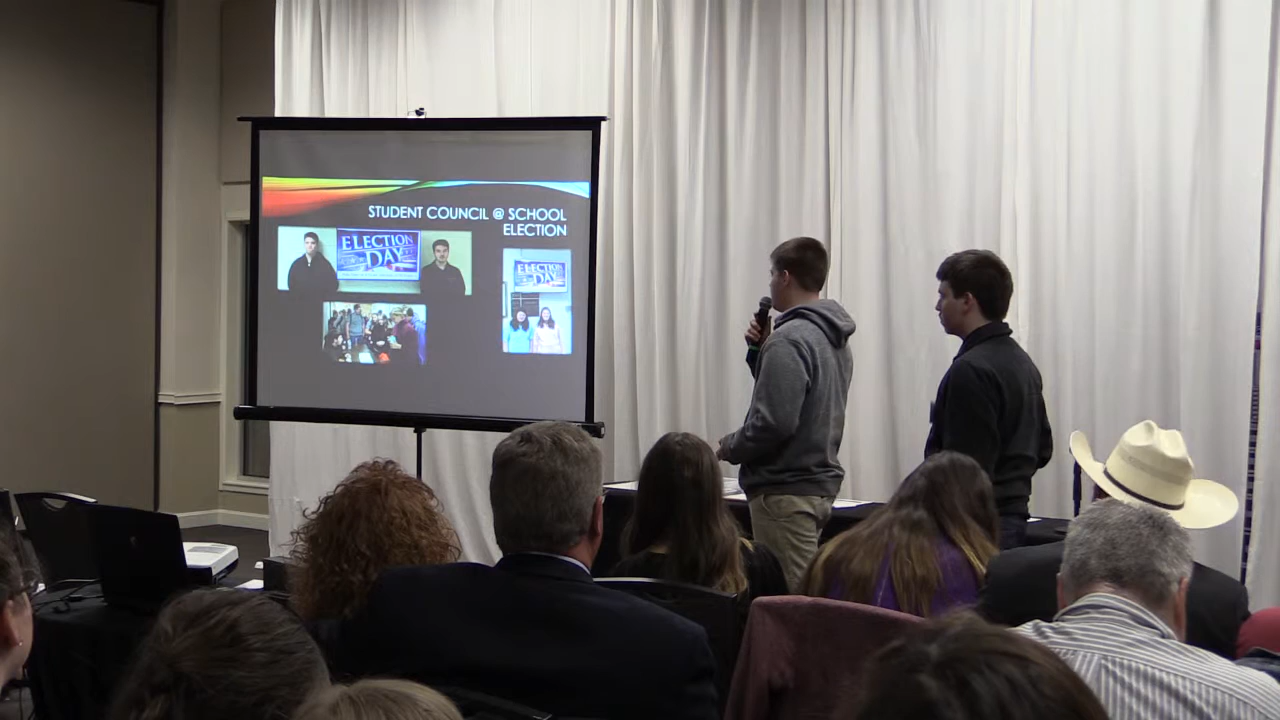 STUDENT COUNCIL @ SCHOOL
ELECTION
ELECTION
DAY
ELECTION
DAY